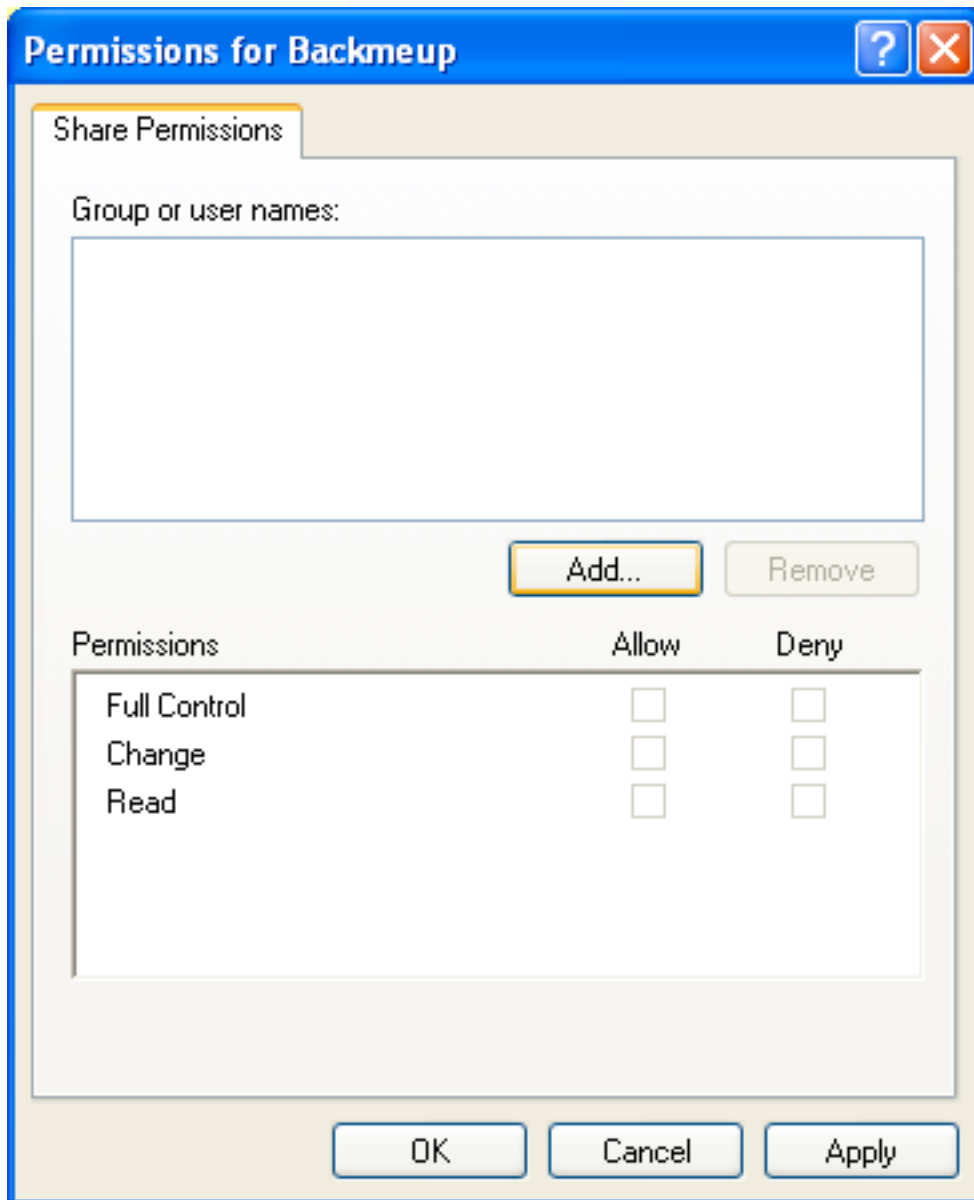 Permissions for Backmeup
Share Permissions
Group or user names:
Add...
Remove
Permissions Allow Deny
Full Control
Change
Read
OK Cancel Apply